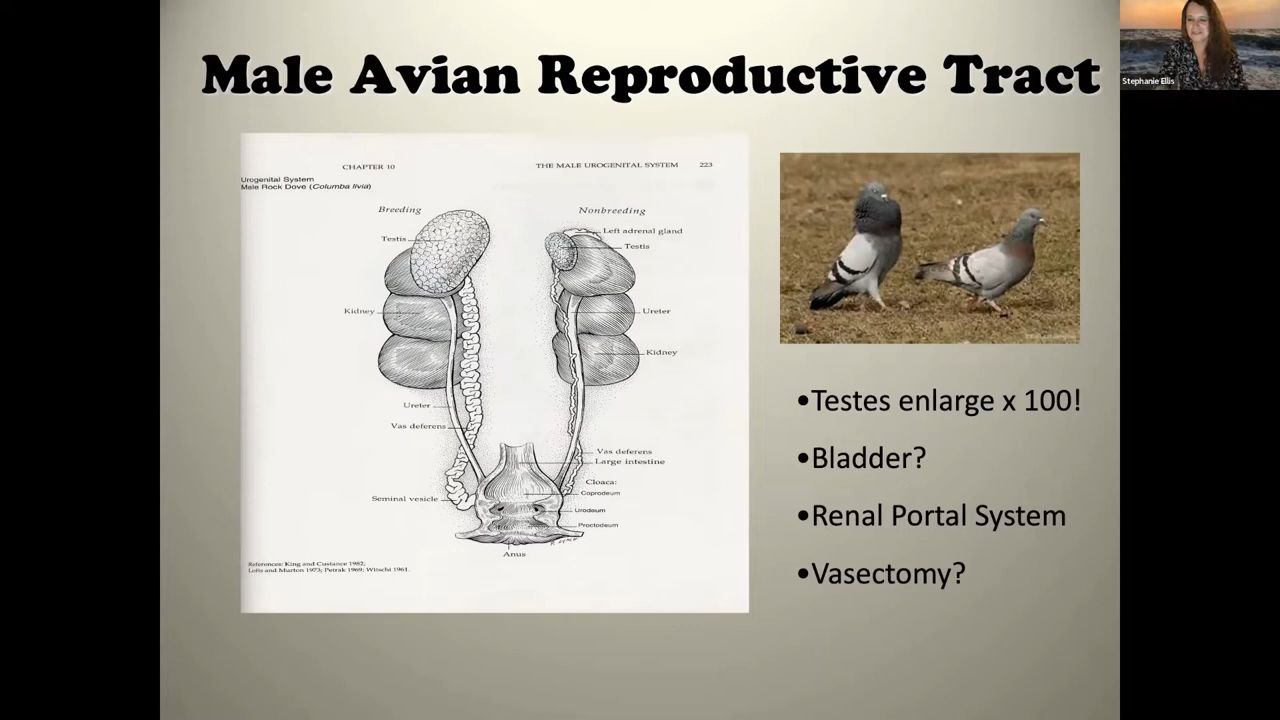 Male Avian Reproductive Tract
Stephanie Ellis
CHAPTER 10
THE MALE UROGENITAL SYSTEM 223
Urogenital System
Male Rock Dove (Columba livia)
Breeding
Nonbreeding
Testis
Kidney
Ureter
Vas deferens
Seminal vesicle
Left adrenal gland
Testis
Ureter
Kidney
Vas deferens
Large intestine
Cloaca:
Coprodeum
Urodeum
Proctodeum
Anus
References: King and Custance 1982;
Lofts and Murton 1973; Petrak 1969; Witschi 1961.
•Testes enlarge x 100!
•Bladder?
•Renal Portal System
•Vasectomy?